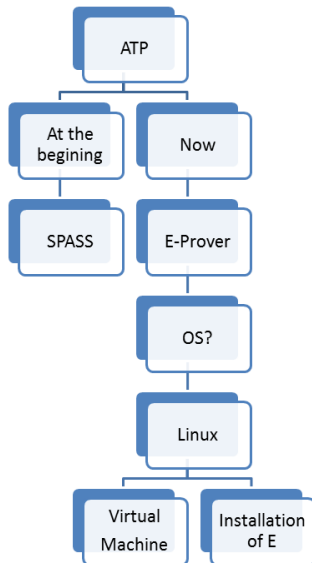 ATP
At the
begining
Now
SPASS
E-Prover
OS?
Linux
Virtual
Machine
Installation
of E